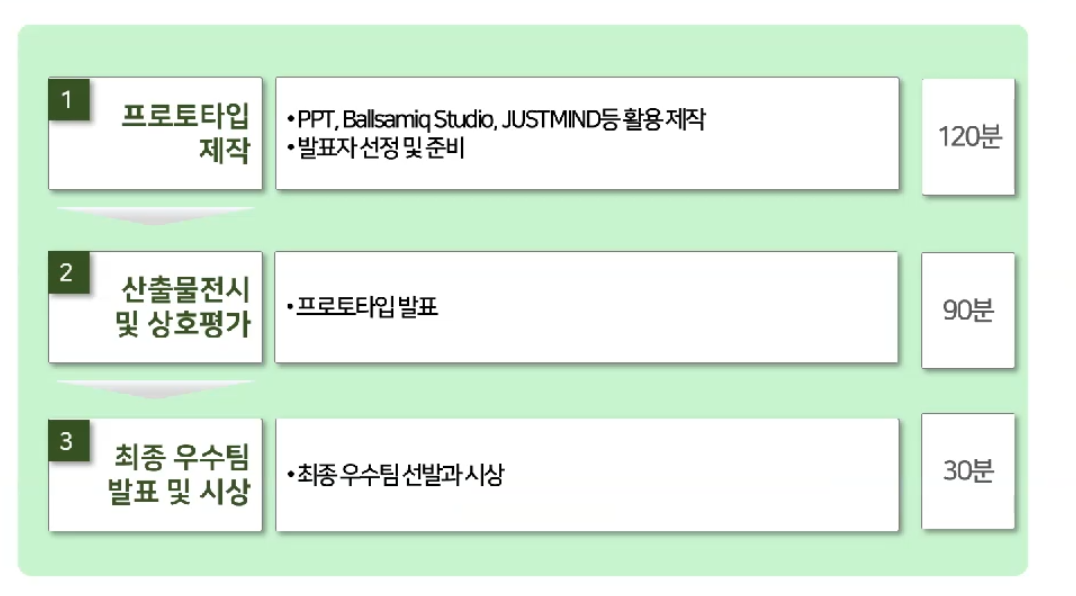 1
프로토타입
제작
• PPT, Ballsamiq Studio, JUSTMIND등 활용 제작
• 발표자 선정 및 준비
120분
2
산출물전시
및 상호평가
• 프로토타입 발표
90분
3
최종 우수팀
발표 및 시상
• 최종 우수팀 선발과 시상
30분